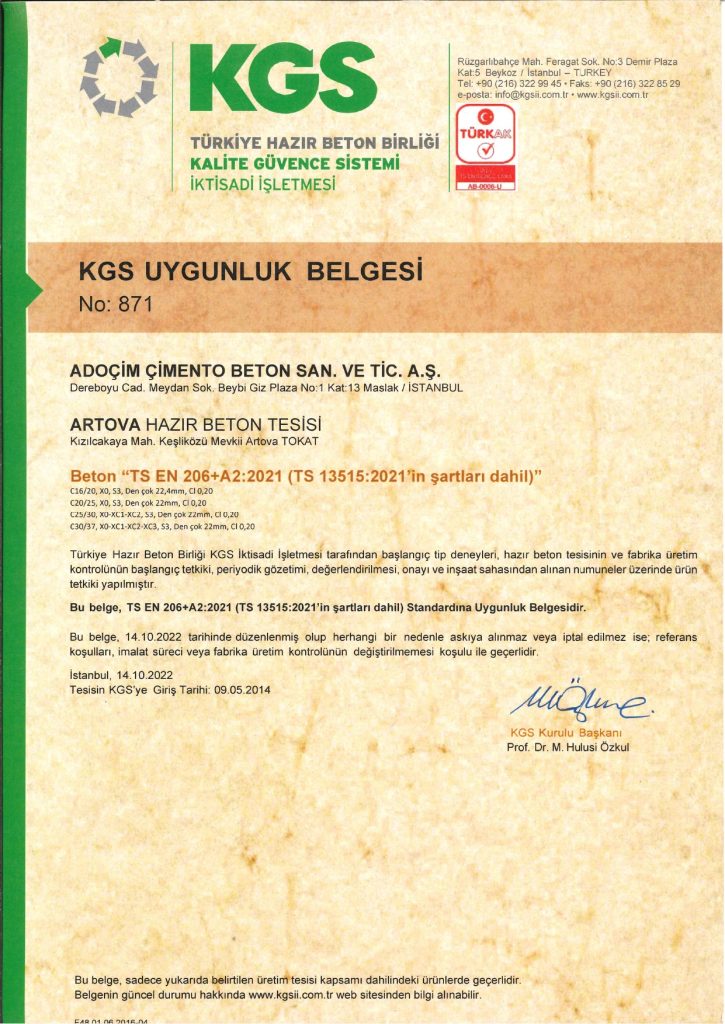 KGS
TÜRKİYE HAZIR BETON BİRLİĞİ
KALİTE GÜVENCE SİSTEMİ
İKTİSADİ İŞLETMESİ
Rüzgarlıbahçe Mah. Feragat Sok. No:3 Demir Plaza
Kat:5 Beykoz / İstanbul – TURKEY
Tel: +90 (216) 322 99 45 • Faks: +90 (216) 322 85 29
e-posta: info@kgsii.com.tr • www.kgsii.com.tr
TÜRKAK
AB-0006-U
KGS UYGUNLUK BELGESİ
No: 871
ADOÇİM ÇİMENTO BETON SAN. VE TİC. A.Ş.
Dereboyu Cad. Meydan Sok. Beybi Giz Plaza No:1 Kat:13 Maslak / İSTANBUL
ARTOVA HAZIR BETON TESİSİ
Kızılcakaya Mah. Keşliközü Mevkii Artova TOKAT
Beton “TS EN 206+A2:2021 (TS 13515:2021’in şartları dahil)”
C16/20, X0, S3, Den çok 22,4mm, Cl 0,20
C20/25, X0, S3, Den çok 22mm, Cl 0,20
C25/30, X0-XC1-XC2, S3, Den çok 22mm, Cl 0,20
C30/37, X0-XC1-XC2-XC3, S3, Den çok 22mm, Cl 0,20
Türkiye Hazır Beton Birliği KGS İktisadi İşletmesi tarafından başlangıç tip deneyleri, hazır beton tesisinin ve fabrika üretim
kontrolünün başlangıç tetkiki, periyodik gözetimi, değerlendirilmesi, onayı ve inşaat sahasından alınan numuneler üzerinde ürün
tetkiki yapılmıştır.
Bu belge, TS EN 206+A2:2021 (TS 13515:2021’in şartları dahil) Standardına Uygunluk Belgesidir.
Bu belge, 14.10.2022 tarihinde düzenlenmiş olup herhangi bir nedenle askıya alınmaz veya iptal edilmez ise; referans
koşulları, imalat süreci veya fabrika üretim kontrolünün değiştirilmemesi koşulu ile geçerlidir.
İstanbul, 14.10.2022
Tesisin KGS’ye Giriş Tarihi: 09.05.2014
KGS Kurulu Başkanı
Prof. Dr. M. Hulusi Özkul
Bu belge, sadece yukarıda belirtilen üretim tesisi kapsamı dahilindeki ürünlerde geçerlidir.
Belgenin güncel durumu hakkında www.kgsii.com.tr web sitesinden bilgi alınabilir.
F48.01.06.2016-04